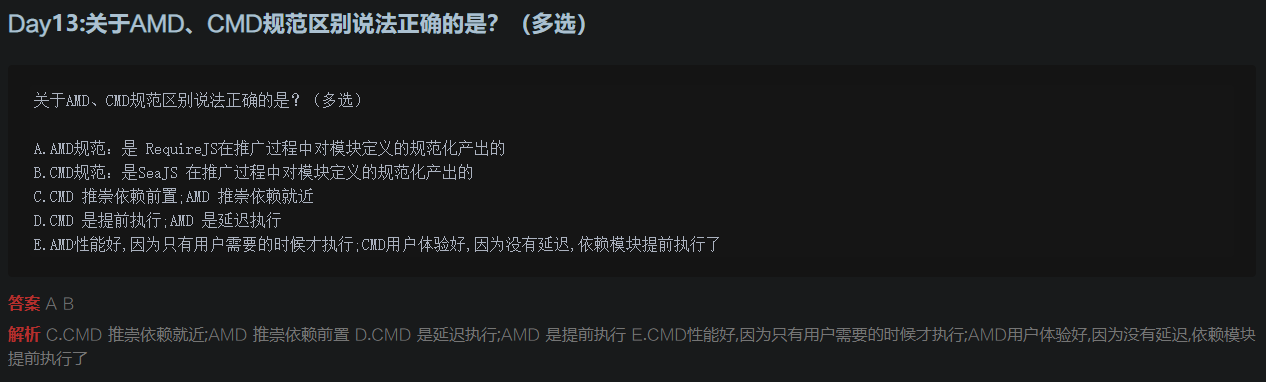 Day13:关于AMD、CMD规范区别说法正确的是？（多选）
关于AMD、CMD规范区别说法正确的是？（多选）
A.AMD规范：是 RequireJS在推广过程中对模块定义的规范化产出的
B.CMD规范：是SeaJS 在推广过程中对模块定义的规范化产出的
C.CMD 推崇依赖前置;AMD 推崇依赖就近
D.CMD 是提前执行;AMD 是延迟执行
E.AMD性能好,因为只有用户需要的时候才执行;CMD用户体验好,因为没有延迟,依赖模块提前执行了
答案 A B
解析 C.CMD 推崇依赖就近;AMD 推崇依赖前置 D.CMD 是延迟执行;AMD 是提前执行 E.CMD性能好,因为只有用户需要的时候才执行;AMD用户体验好,因为没有延迟,依赖模块
提前执行了